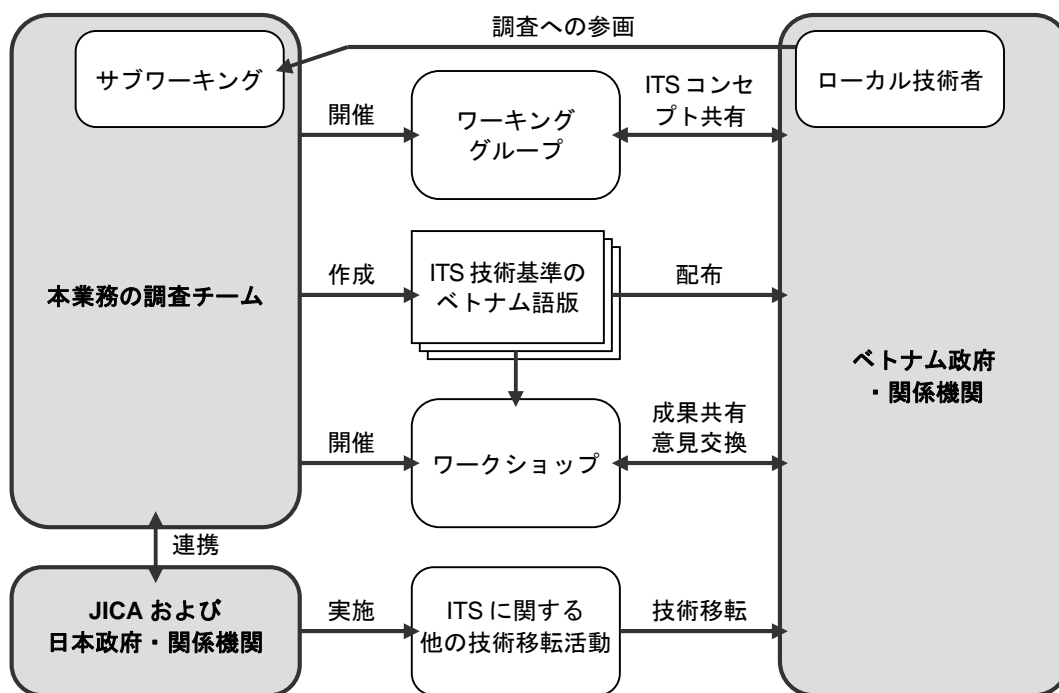 調査への参画
サブワーキング
ローカル技術者
開催
ワーキング
グループ
ITS コンセ
プト共有
本業務の調査チーム
作成
ITS 技術基準の
ベトナム語版
配布
ベトナム政府
・関係機関
開催
ワークショップ
成果共有
意見交換
連携
JICA および
日本政府・関係機関
実施
ITS に関する
他の技術移転活動
技術移転